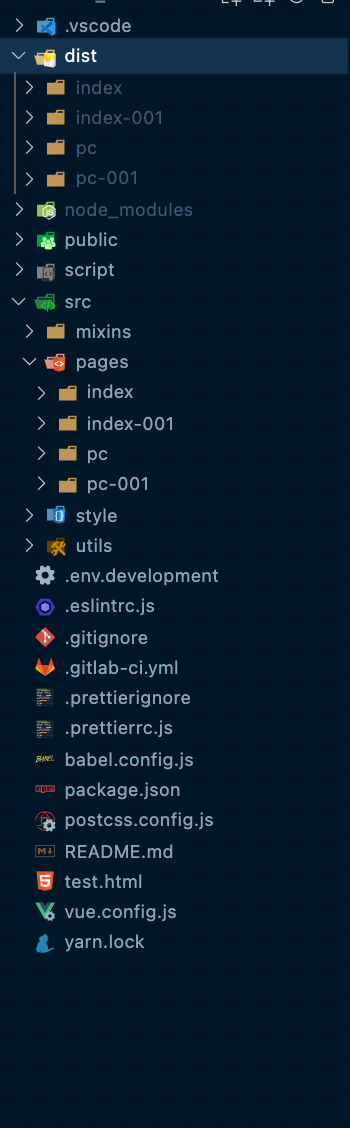 .vscode
dist
index
index-001
pc
pc-001
node_modules
public
script
src
mixins
pages
index
index-001
pc
pc-001
style
utils
.env.development
.eslintrc.js
.gitignore
.gitlab-ci.yml
.prettierignore
.prettierrc.js
babel.config.js
package.json
postcss.config.js
README.md
test.html
vue.config.js
yarn.lock